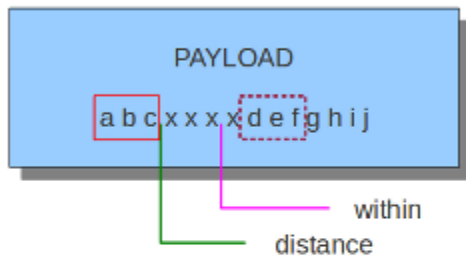 PAYLOAD
a b c x x x x d e f g h i j
within
distance